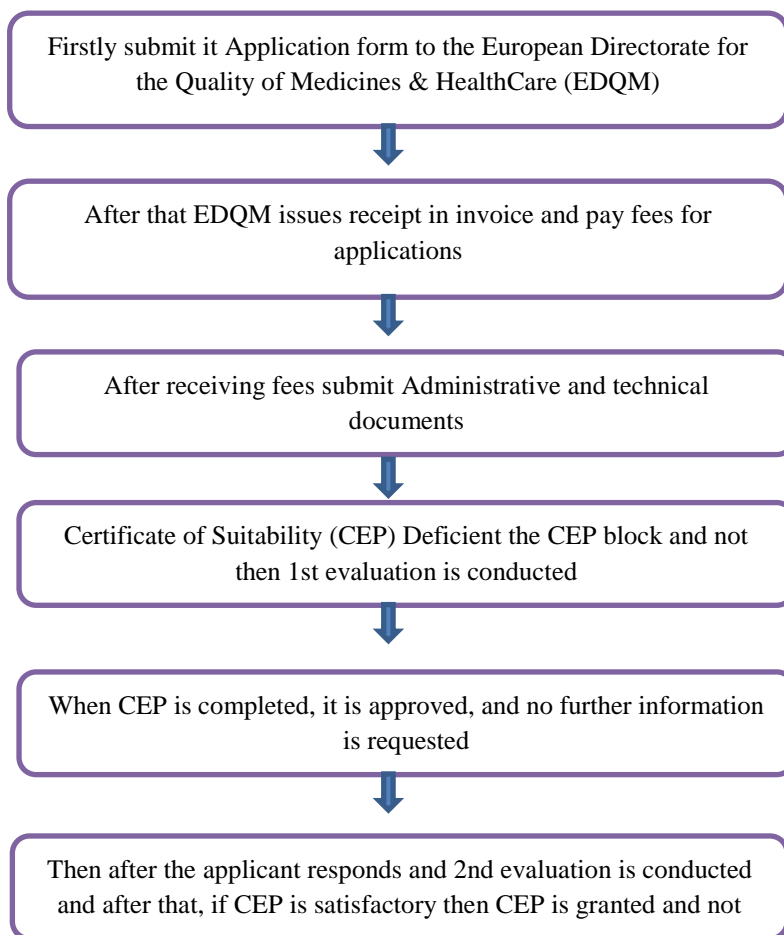 Firstly submit it Application form to the European Directorate for
the Quality of Medicines & HealthCare (EDQM)
After that EDQM issues receipt in invoice and pay fees for
applications
After receiving fees submit Administrative and technical
documents
Certificate of Suitability (CEP) Deficient the CEP block and not
then 1st evaluation is conducted
When CEP is completed, it is approved, and no further information
is requested
Then after the applicant responds and 2nd evaluation is conducted
and after that, if CEP is satisfactory then CEP is granted and not